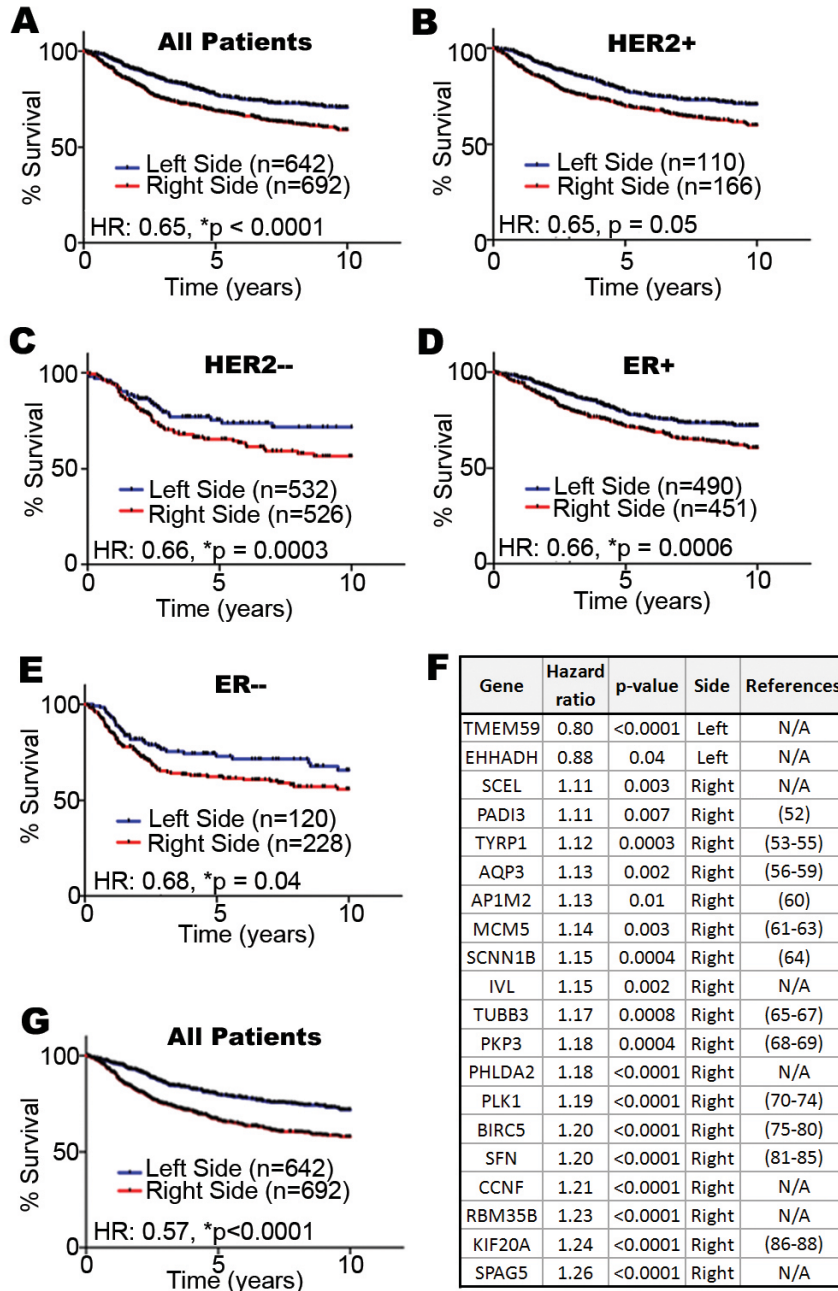 A
All Patients
100
50
0
% Survival
Left Side (n=642)
Right Side (n=692)
HR: 0.65, *p < 0.0001
0 5 10
Time (years)
B
HER2+
100
50
0
% Survival
Left Side (n=110)
Right Side (n=166)
HR: 0.65, p = 0.05
0 5 10
Time (years)
C
HER2--
100
50
0
% Survival
Left Side (n=532)
Right Side (n=526)
HR: 0.66, *p = 0.0003
0 5 10
Time (years)
D
ER+
100
50
0
% Survival
Left Side (n=490)
Right Side (n=451)
HR: 0.66, *p = 0.0006
0 5 10
Time (years)
E
ER--
100
50
0
% Survival
Left Side (n=120)
Right Side (n=228)
HR: 0.68, *p = 0.04
0 5 10
Time (years)
F
Gene Hazard ratio p-value Side References
TMEM59 0.80 <0.0001 Left N/A
EHHADH 0.88 0.04 Left N/A
SCEL 1.11 0.003 Right N/A
PADI3 1.11 0.007 Right (52)
TYRP1 1.12 0.0003 Right (53-55)
AQP3 1.13 0.002 Right (56-59)
AP1M2 1.13 0.01 Right (60)
MCM5 1.14 0.003 Right (61-63)
SCNN1B 1.15 0.0004 Right (64)
IVL 1.15 0.002 Right N/A
TUBB3 1.17 0.0008 Right (65-67)
PKP3 1.18 0.0004 Right (68-69)
PHLDA2 1.18 <0.0001 Right N/A
PLK1 1.19 <0.0001 Right (70-74)
BIRC5 1.20 <0.0001 Right (75-80)
SFN 1.20 <0.0001 Right (81-85)
CCNF 1.21 <0.0001 Right N/A
RBM35B 1.23 <0.0001 Right N/A
KIF20A 1.24 <0.0001 Right (86-88)
SPAG5 1.26 <0.0001 Right N/A
G
All Patients
100
50
0
% Survival
Left Side (n=642)
Right Side (n=692)
HR: 0.57, *p<0.0001
0 5 10
Time (years)